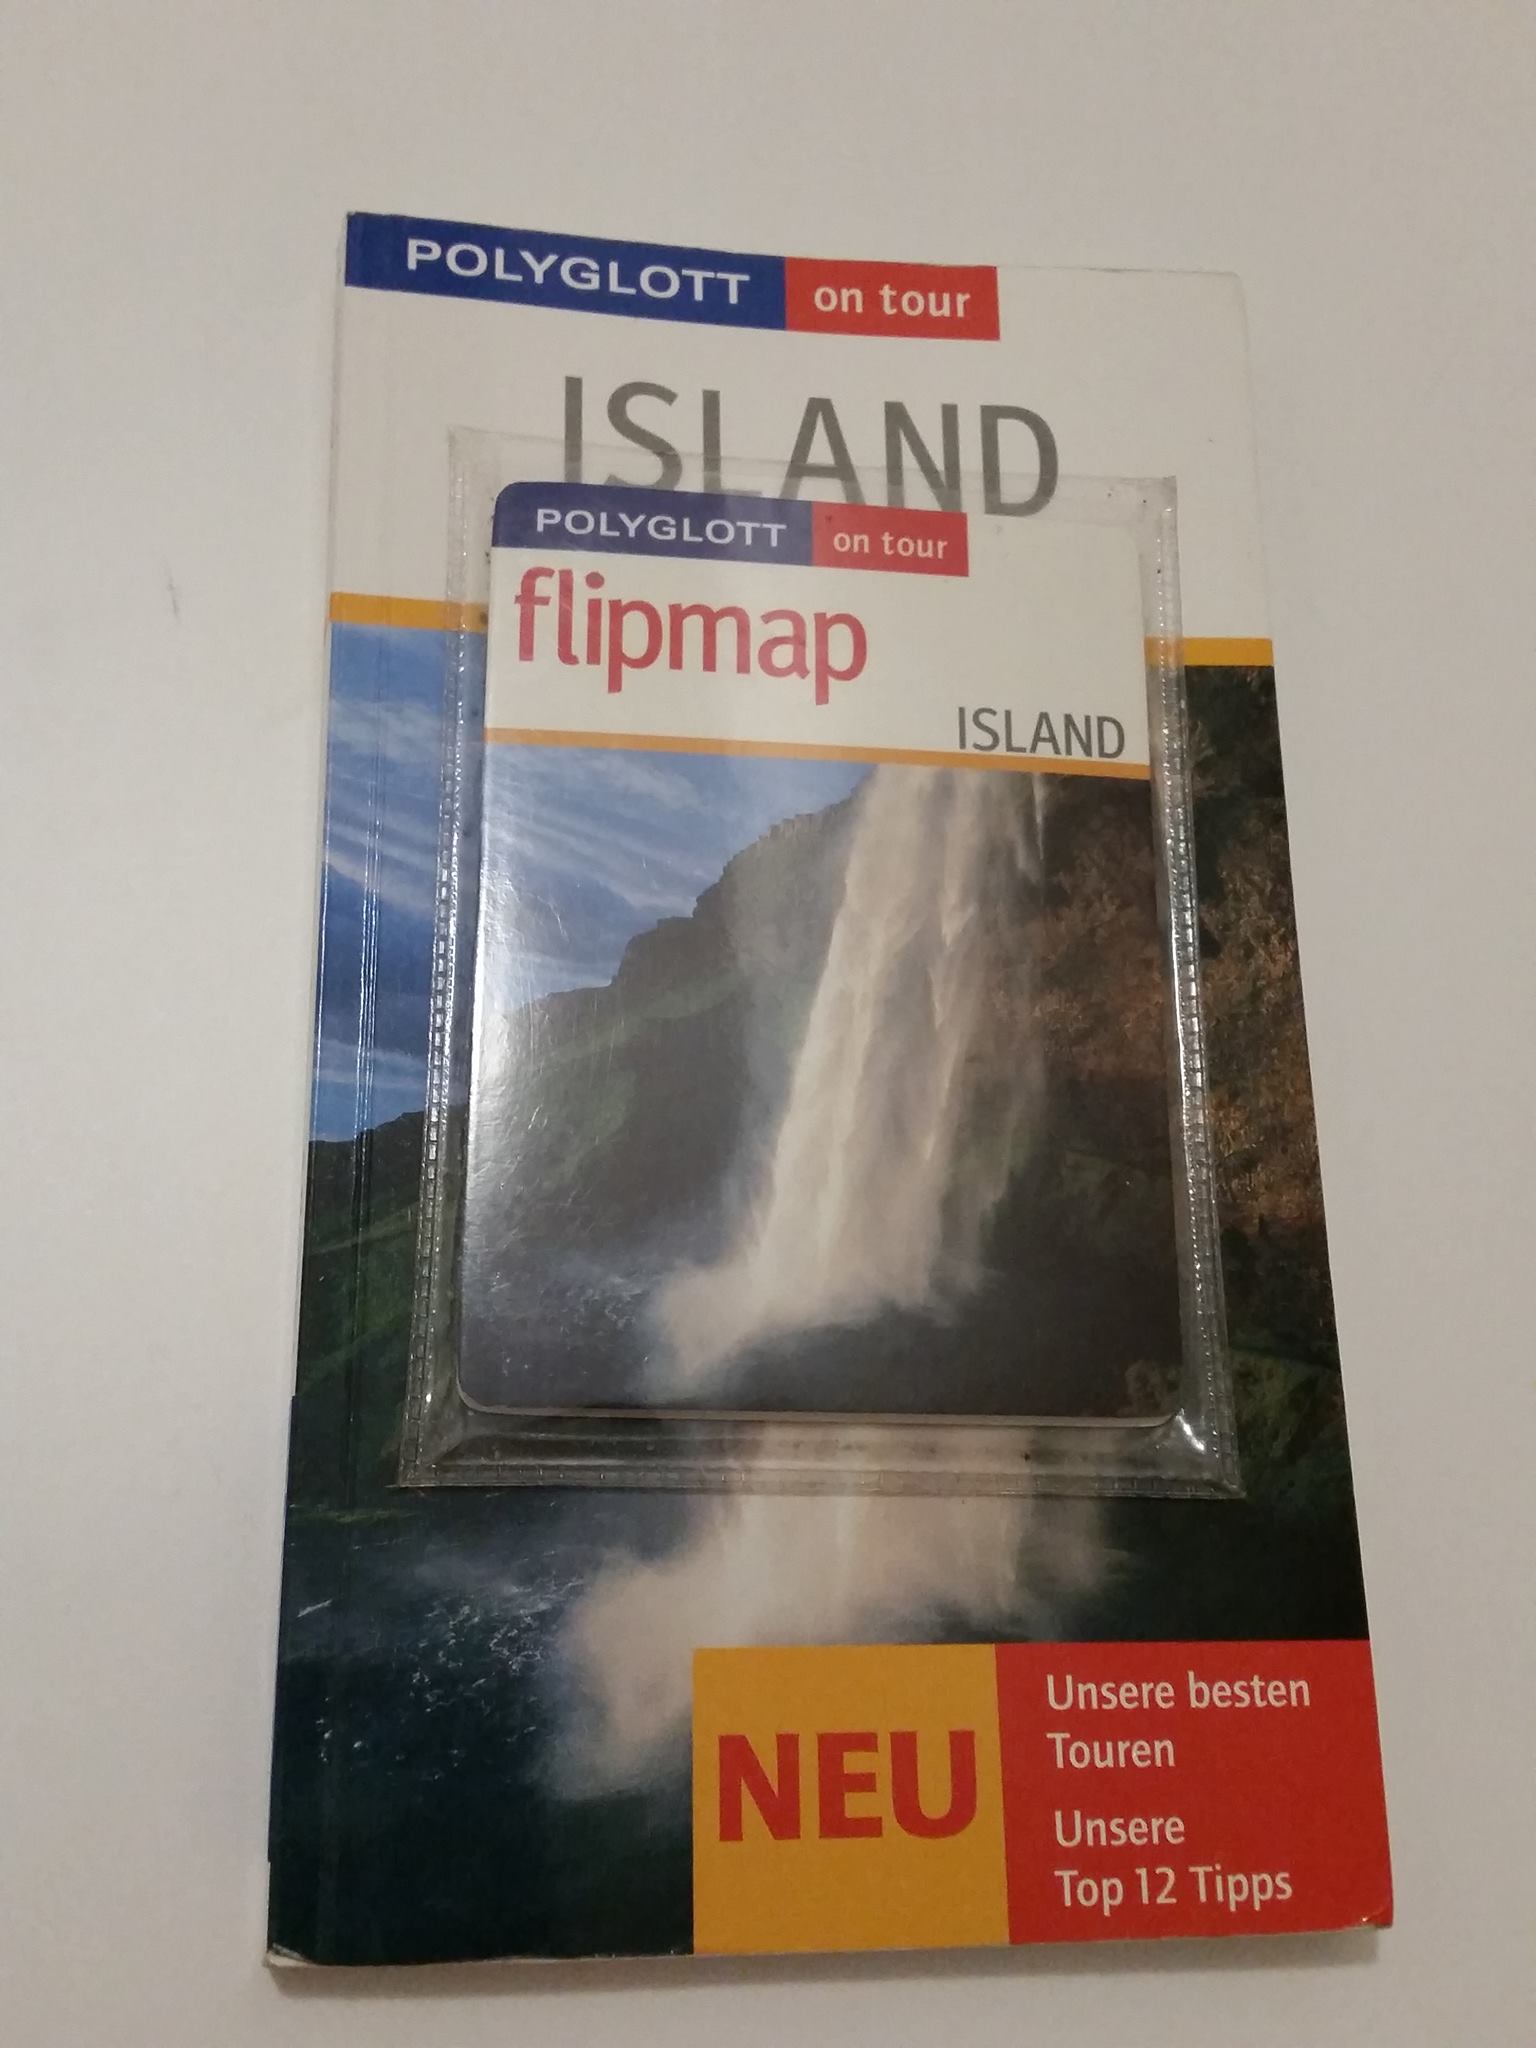 POLYGLOTT on tour
ISLAND
POLYGLOTT on tour
flipmap
ISLAND
NEU
Unsere besten
Touren
Unsere
Top 12 Tipps